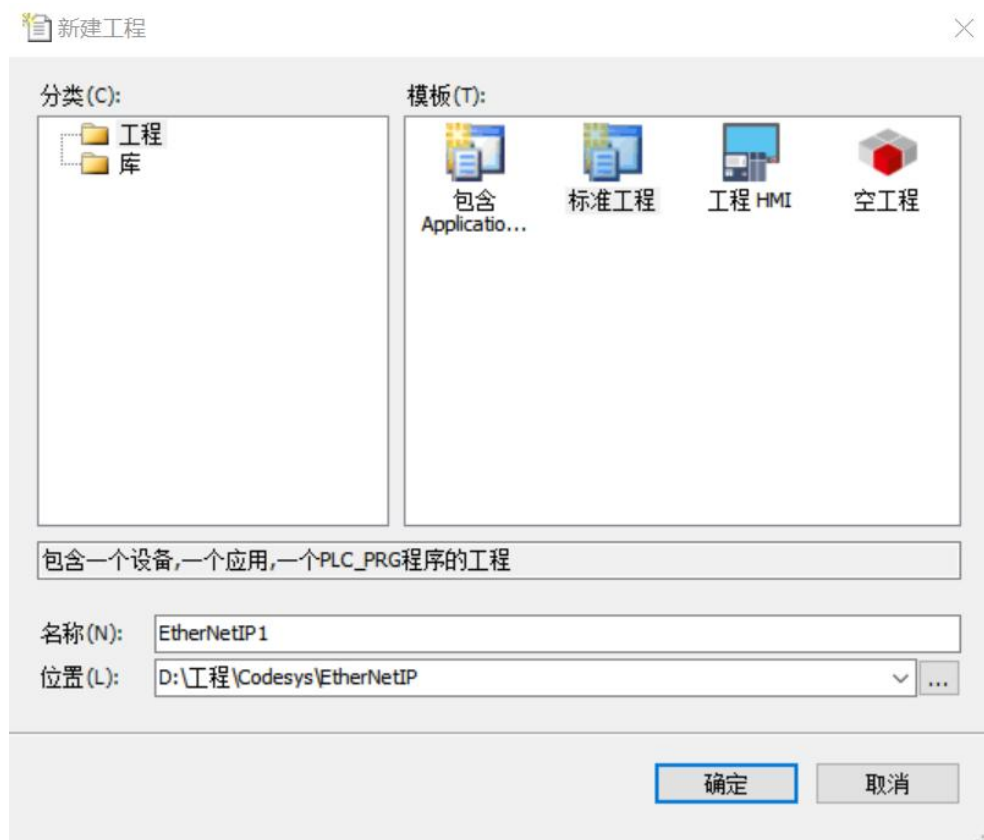 新建工程
分类(C):
工程
库
模板(T):
包含
Applicatio...
标准工程
工程 HMI
空工程
包含一个设备,一个应用,一个PLC_PRG程序的工程
名称(N):
EtherNetIP1
位置(L):
D:\工程\Codesys\EtherNetIP
...
确定
取消